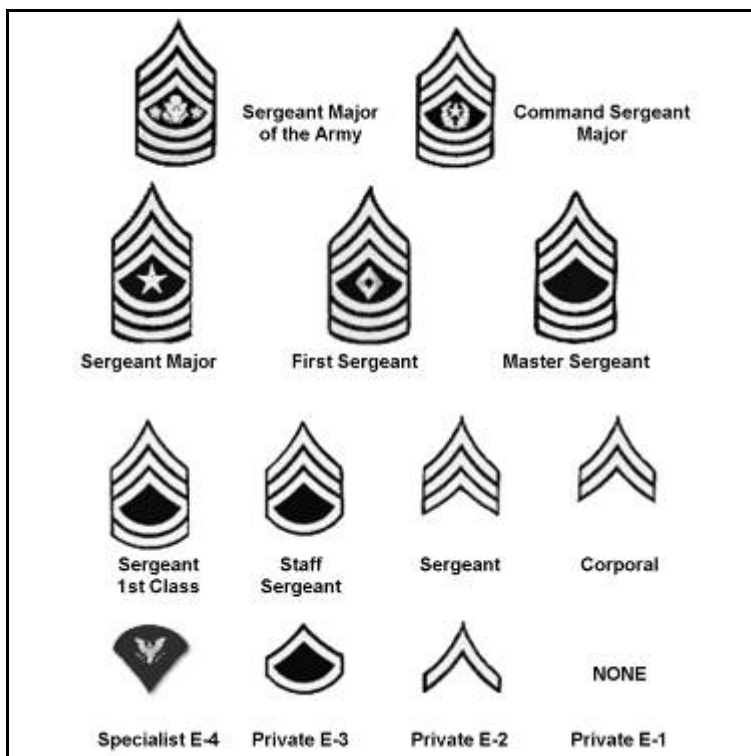 Sergeant Major
of the Army
Command Sergeant
Major
Sergeant Major
First Sergeant
Master Sergeant
Sergeant
1st Class
Staff
Sergeant
Sergeant
Corporal
NONE
Specialist E-4
Private E-3
Private E-2
Private E-1